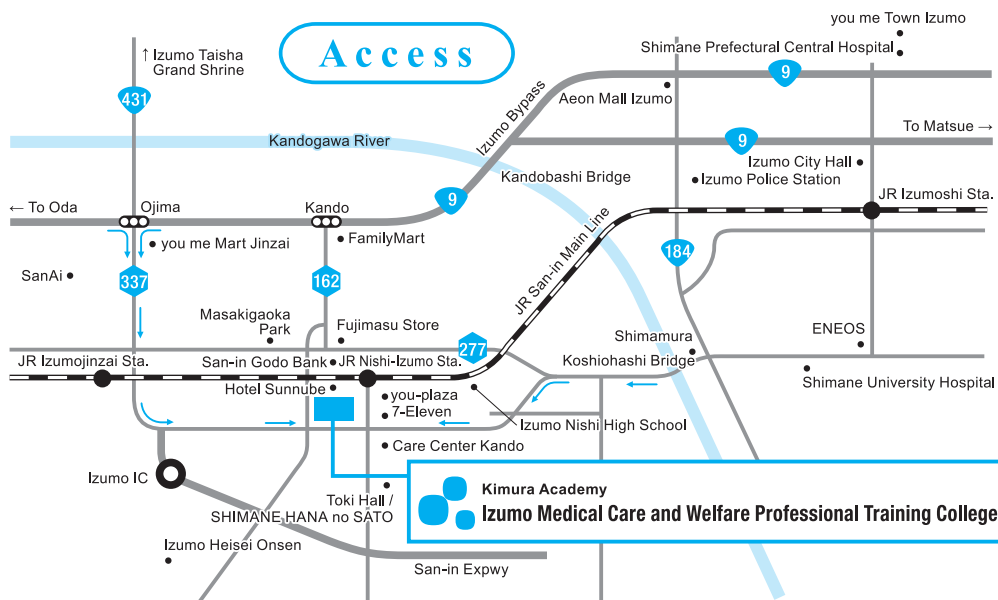 Access
you me Town Izumo
Shimane Prefectural Central Hospital
↑ Izumo Taisha
Grand Shrine
431
9
Aeon Mall Izumo
Izumo Bypass
To Matsue →
9
Kandogawa River
Kandobashi Bridge
Izumo City Hall
Izumo Police Station
JR Izumoshi Sta.
← To Oda
Ojima
Kando
9
you me Mart Jinzai
FamilyMart
JR San-in Main Line
184
SanAi
337
162
Masakigaoka
Park
Fujimasu Store
277
Shimamura
ENEOS
JR Izumojinzai Sta.
San-in Godo Bank
JR Nishi-Izumo Sta.
Koshiohashi Bridge
Hotel Sunnube
Shimane University Hospital
you-plaza
7-Eleven
Izumo Nishi High School
Care Center Kando
Izumo IC
Toki Hall /
SHIMANE HANA no SATO
Kimura Academy
Izumo Medical Care and Welfare Professional Training College
Izumo Heisei Onsen
San-in Expwy